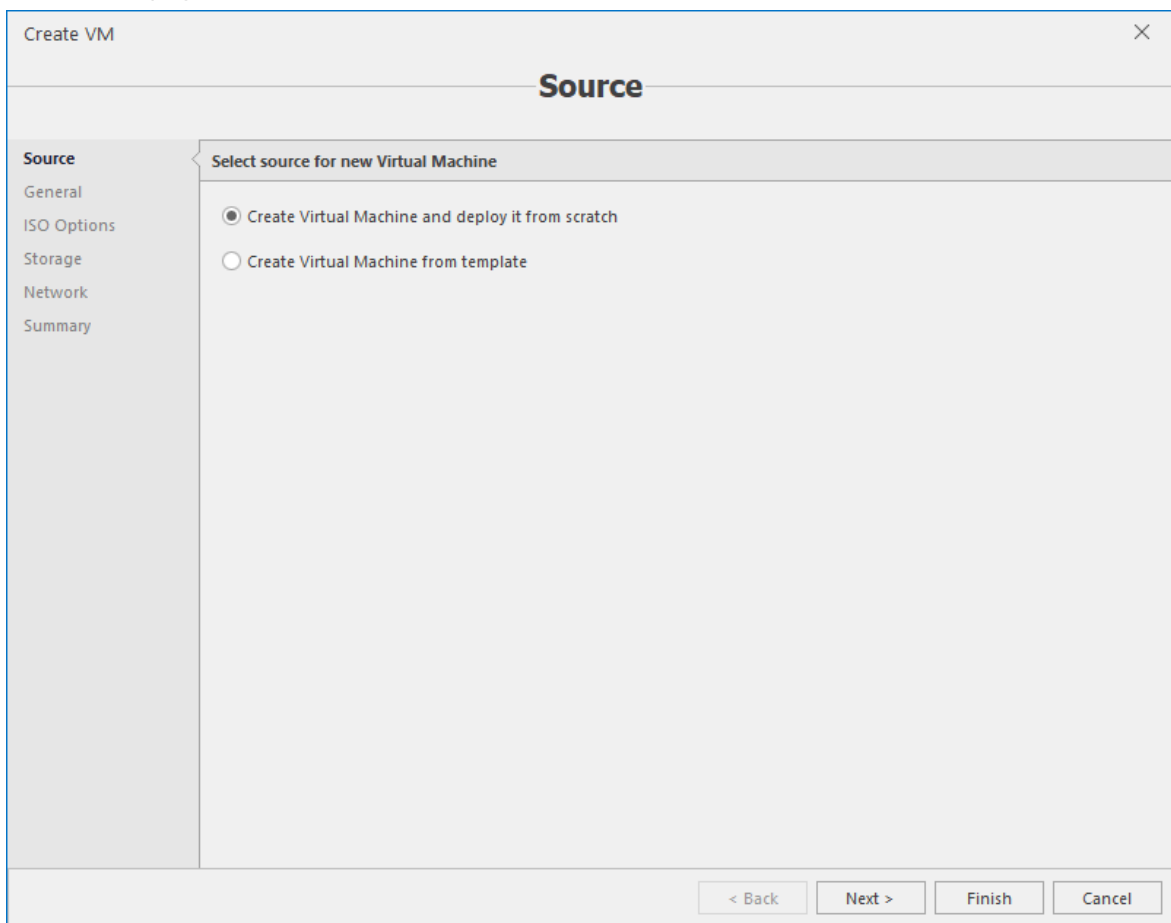 Create VM
Source
Source
General
ISO Options
Storage
Network
Summary
Select source for new Virtual Machine
Create Virtual Machine and deploy it from scratch
Create Virtual Machine from template
< Back
Next >
Finish
Cancel